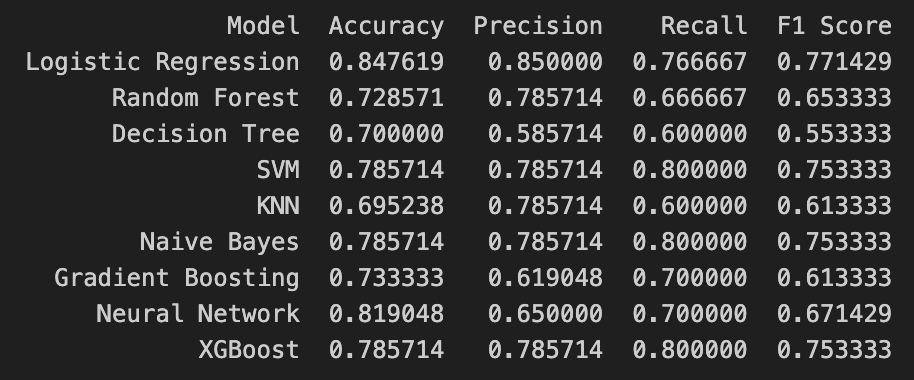 Model Accuracy Precision Recall F1 Score
Logistic Regression 0.847619 0.850000 0.766667 0.771429
Random Forest 0.728571 0.785714 0.666667 0.653333
Decision Tree 0.700000 0.585714 0.600000 0.553333
SVM 0.785714 0.785714 0.800000 0.753333
KNN 0.695238 0.785714 0.600000 0.613333
Naive Bayes 0.785714 0.785714 0.800000 0.753333
Gradient Boosting 0.733333 0.619048 0.700000 0.613333
Neural Network 0.819048 0.650000 0.700000 0.671429
XGBoost 0.785714 0.785714 0.800000 0.753333